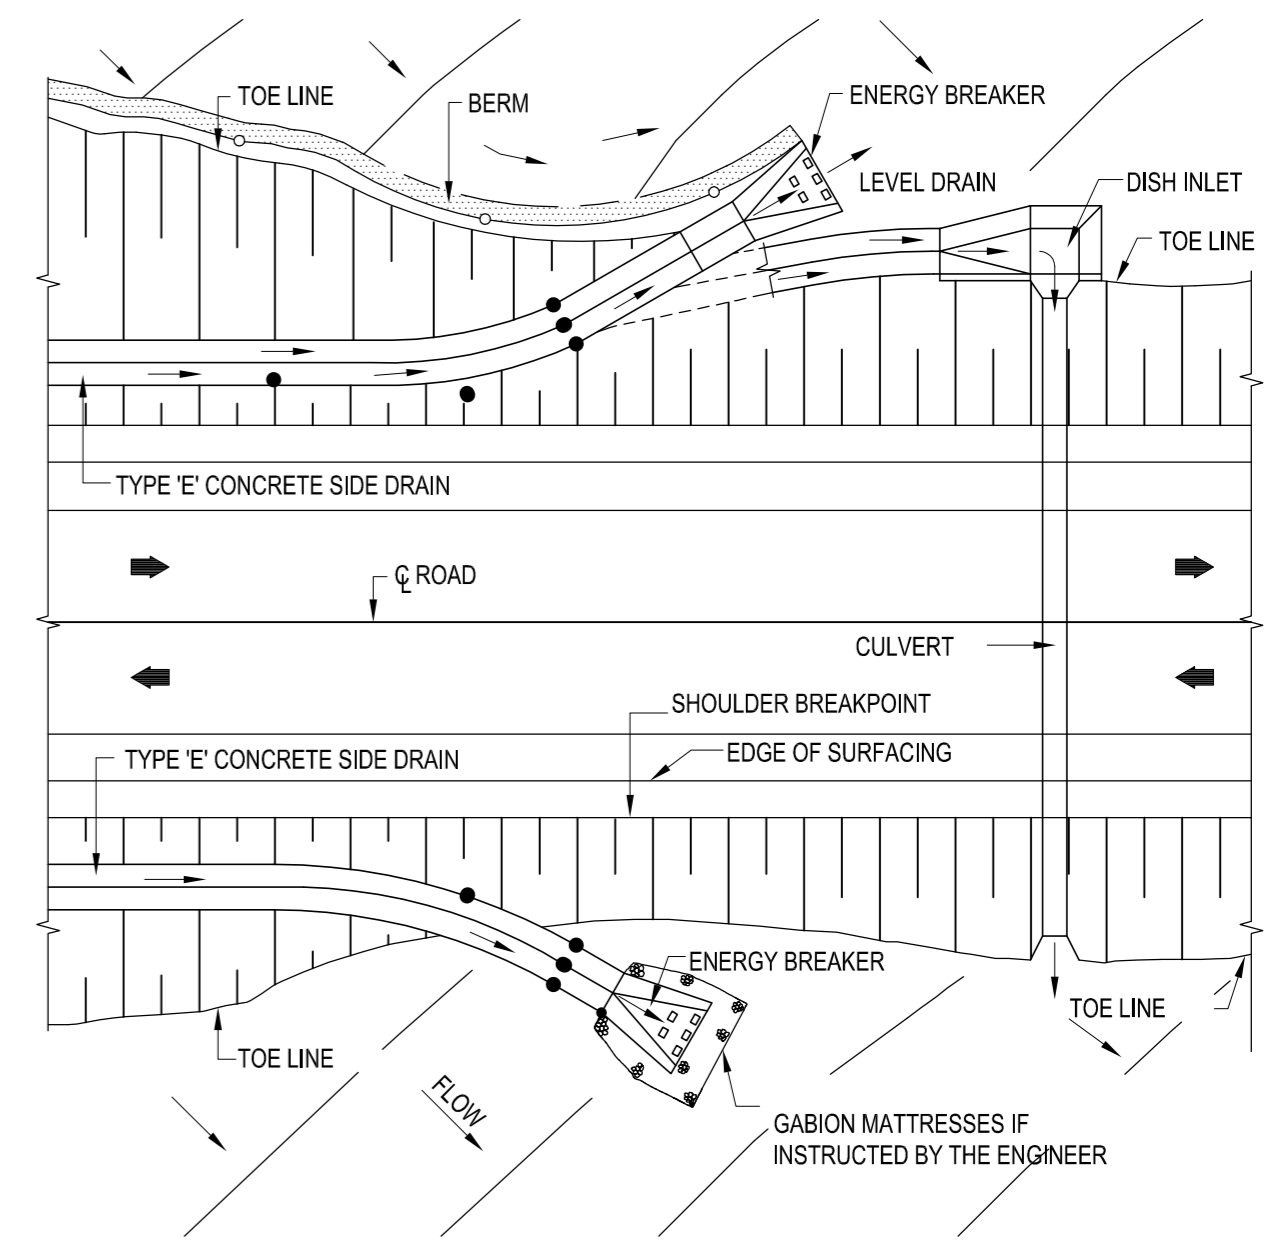 TOE LINE
BERM
ENERGY BREAKER
LEVEL DRAIN
DISH INLET
TOE LINE
TYPE 'E' CONCRETE SIDE DRAIN
℄ ROAD
CULVERT
SHOULDER BREAKPOINT
TYPE 'E' CONCRETE SIDE DRAIN
EDGE OF SURFACING
ENERGY BREAKER
TOE LINE
TOE LINE
FLOW
GABION MATTRESSES IF
INSTRUCTED BY THE ENGINEER